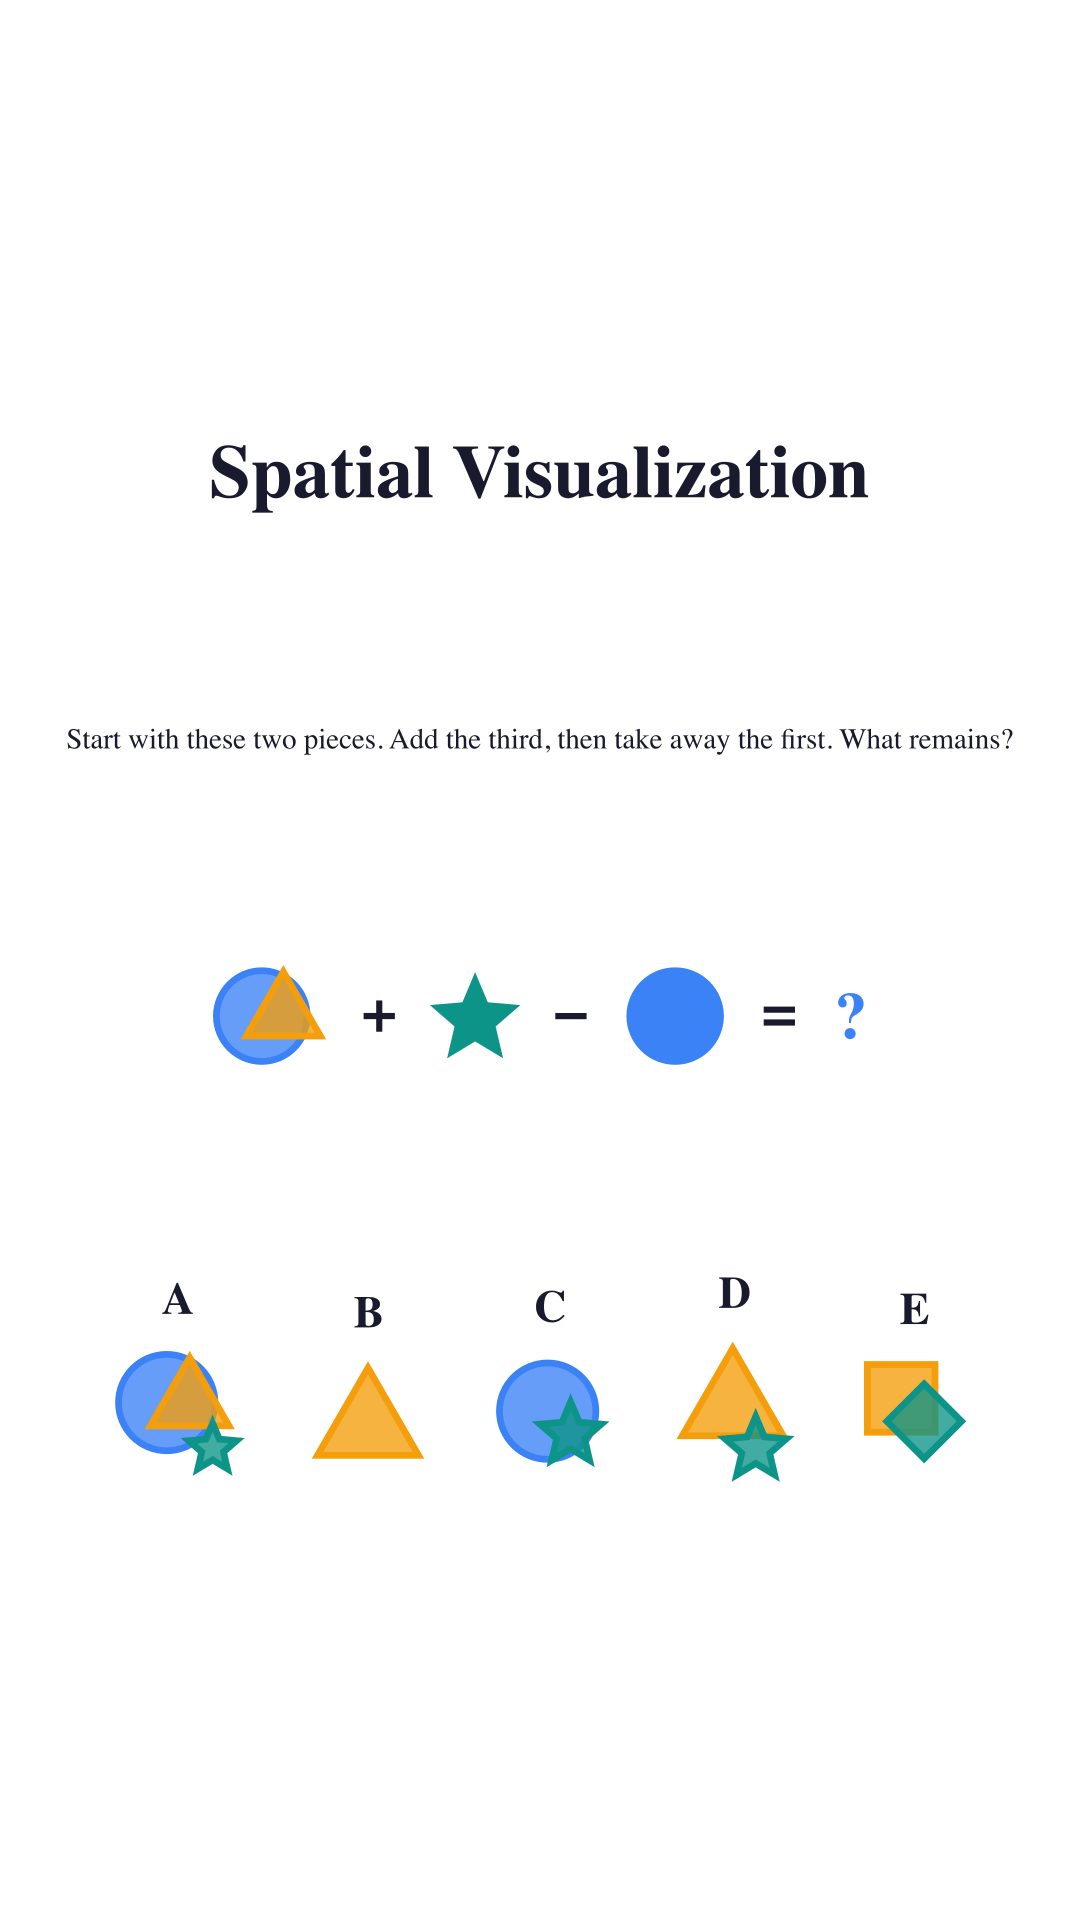 Spatial Visualization
Start with these two pieces. Add the third, then take away the first. What remains?
+ − = ?
A B C D E